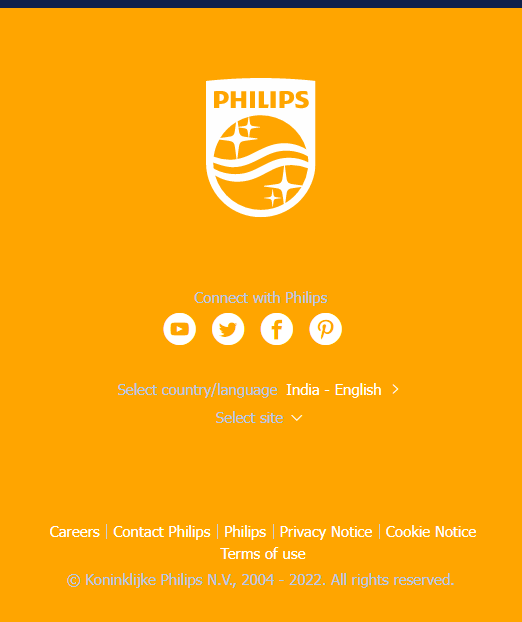 PHILIPS
Connect with Philips
Select country/language India - English
Select site
Careers | Contact Philips | Philips | Privacy Notice | Cookie Notice
Terms of use
© Koninklijke Philips N.V., 2004 - 2022. All rights reserved.